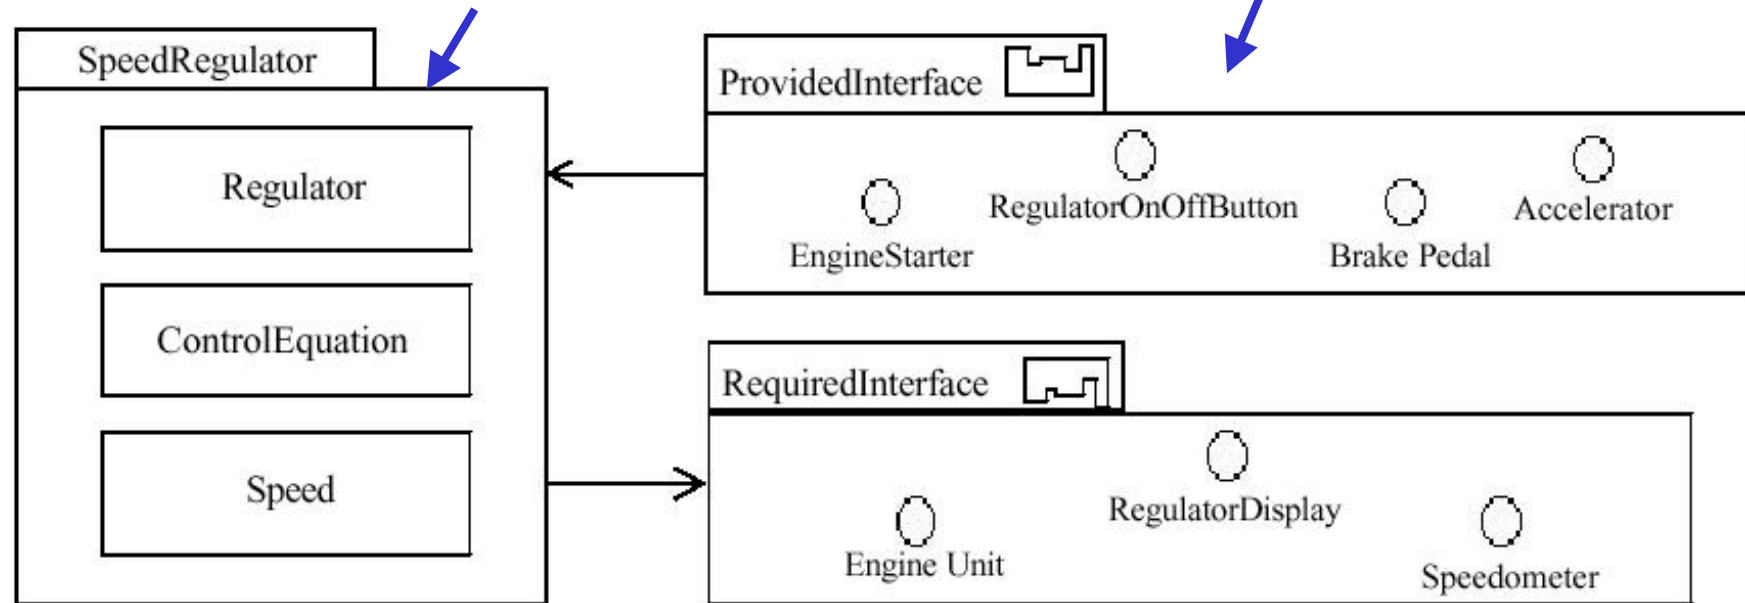 SpeedRegulator
Regulator
ControlEquation
Speed
ProvidedInterface
EngineStarter
RegulatorOnOffButton
Brake Pedal
Accelerator
RequiredInterface
Engine Unit
RegulatorDisplay
Speedometer